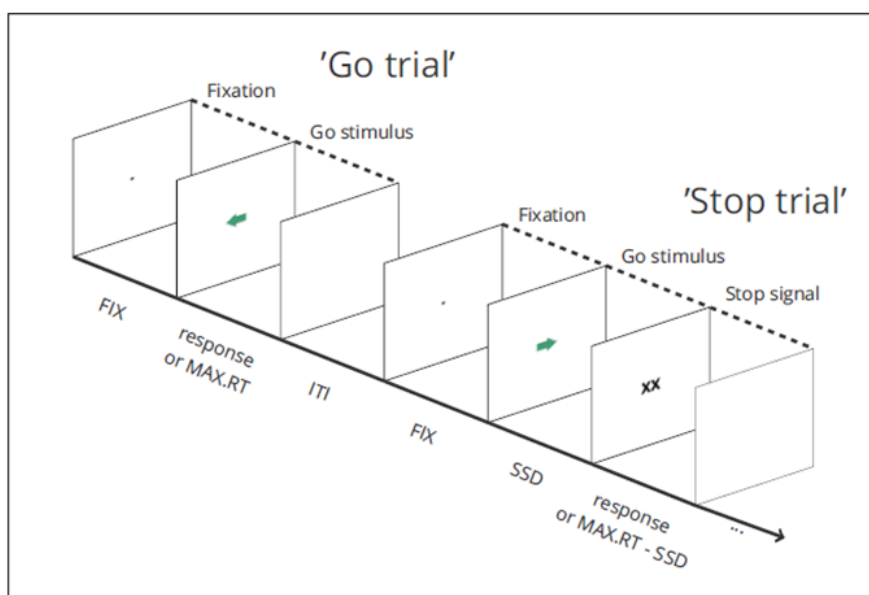 'Go trial'
Fixation
Go stimulus
'Stop trial'
Fixation
Go stimulus
Stop signal
XX
FIX
response
or MAX.RT
ITI
FIX
SSD
response
or MAX.RT - SSD
...